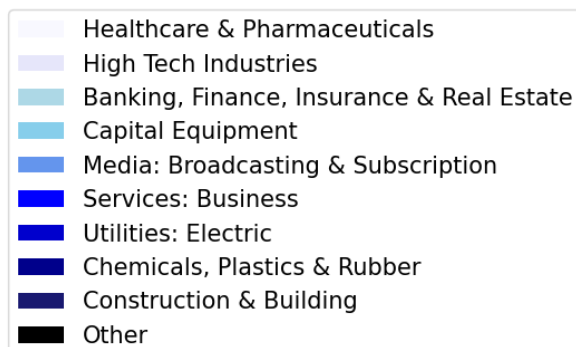 Healthcare & Pharmaceuticals
High Tech Industries
Banking, Finance, Insurance & Real Estate
Capital Equipment
Media: Broadcasting & Subscription
Services: Business
Utilities: Electric
Chemicals, Plastics & Rubber
Construction & Building
Other